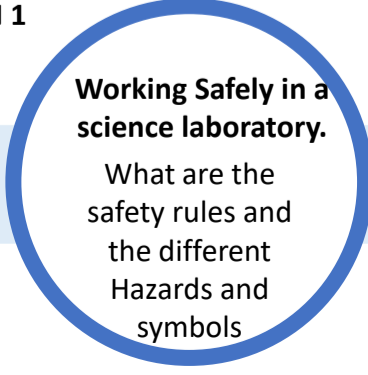 1
Working Safely in a
science laboratory.
What are the
safety rules and
the different
Hazards and
symbols